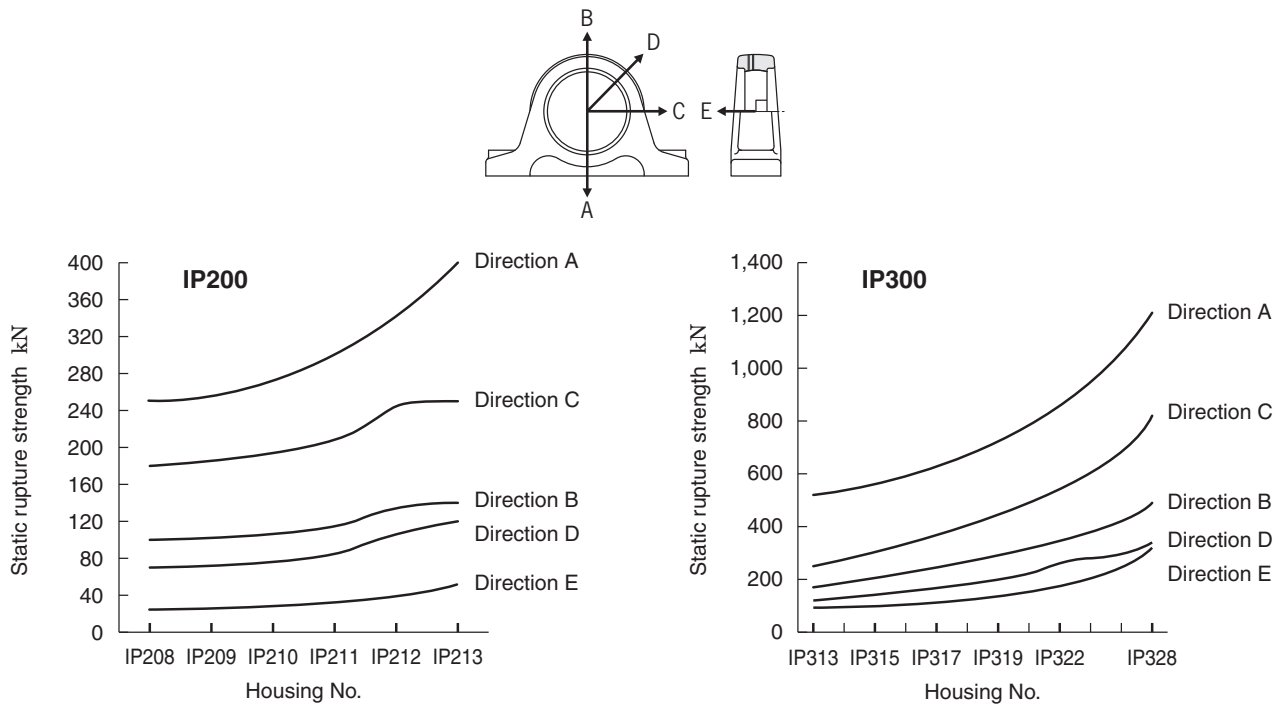 B
D
C
E
A
IP200
Static rupture strength kN
400
360
320
280
240
200
160
120
80
40
0
Direction A
Direction C
Direction B
Direction D
Direction E
IP208 IP209 IP210 IP211 IP212 IP213
Housing No.
IP300
Static rupture strength kN
1,400
1,200
1,000
800
600
400
200
0
Direction A
Direction C
Direction B
Direction D
Direction E
IP313 IP315 IP317 IP319 IP322 IP328
Housing No.